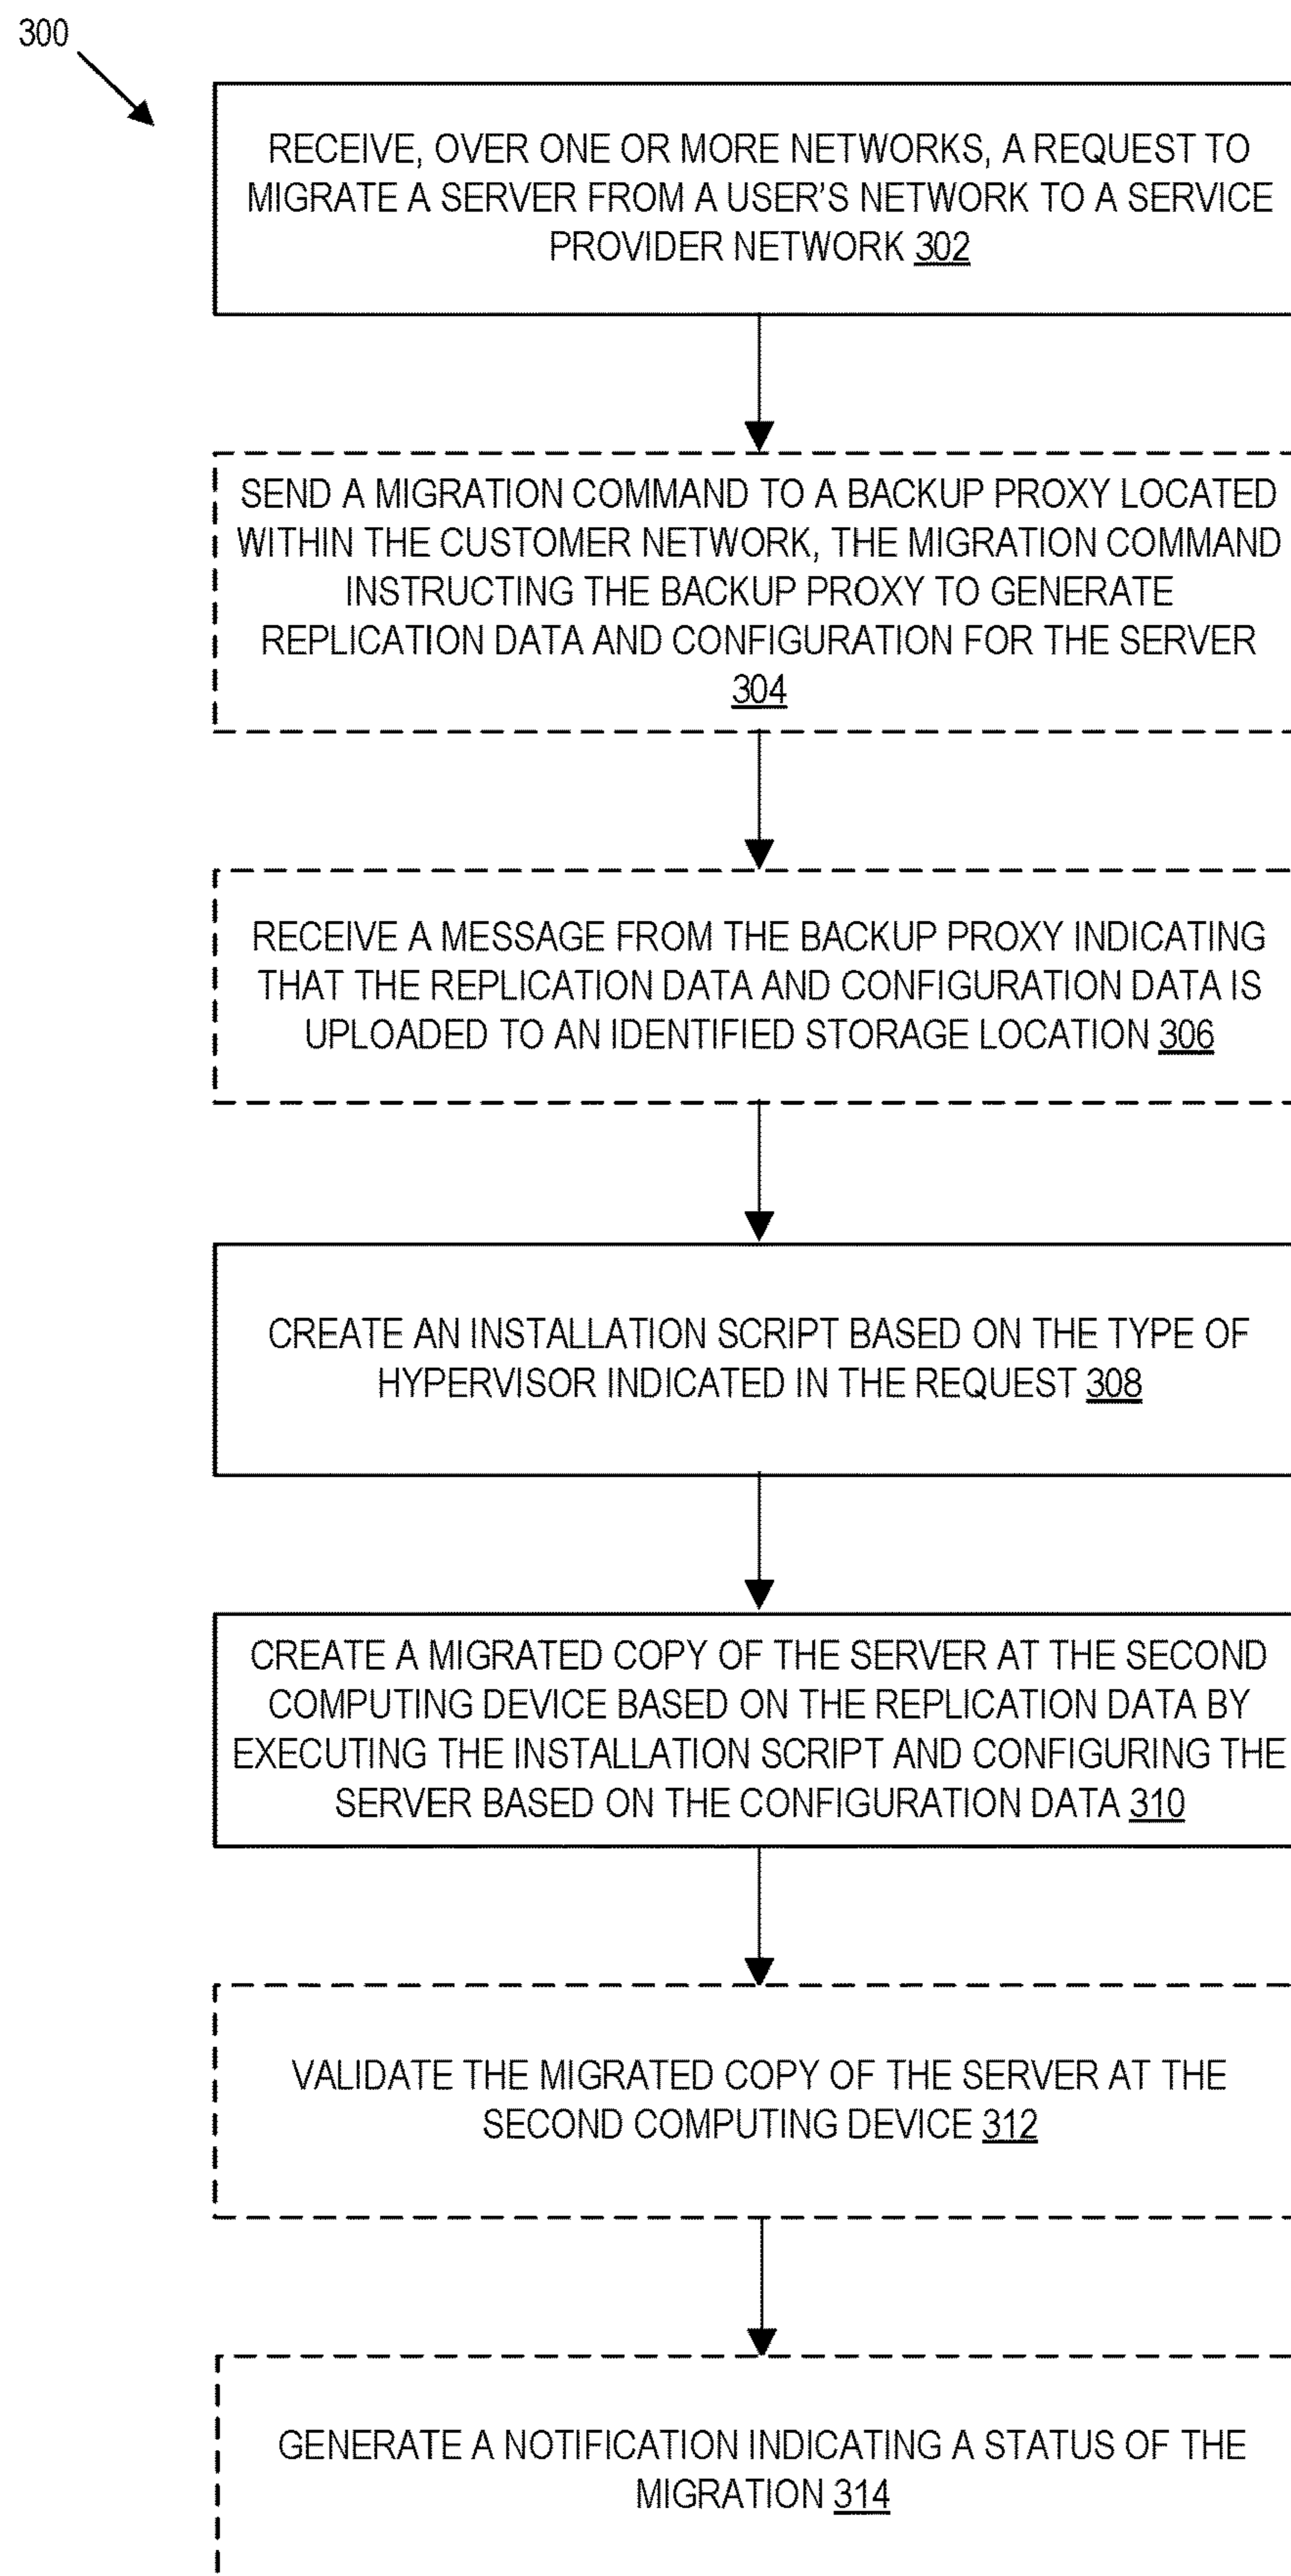 300
RECEIVE, OVER ONE OR MORE NETWORKS, A REQUEST TO
MIGRATE A SERVER FROM A USER'S NETWORK TO A SERVICE
PROVIDER NETWORK 302
SEND A MIGRATION COMMAND TO A BACKUP PROXY LOCATED
WITHIN THE CUSTOMER NETWORK, THE MIGRATION COMMAND
INSTRUCTING THE BACKUP PROXY TO GENERATE
REPLICATION DATA AND CONFIGURATION FOR THE SERVER
304
RECEIVE A MESSAGE FROM THE BACKUP PROXY INDICATING
THAT THE REPLICATION DATA AND CONFIGURATION DATA IS
UPLOADED TO AN IDENTIFIED STORAGE LOCATION 306
CREATE AN INSTALLATION SCRIPT BASED ON THE TYPE OF
HYPERVISOR INDICATED IN THE REQUEST 308
CREATE A MIGRATED COPY OF THE SERVER AT THE SECOND
COMPUTING DEVICE BASED ON THE REPLICATION DATA BY
EXECUTING THE INSTALLATION SCRIPT AND CONFIGURING THE
SERVER BASED ON THE CONFIGURATION DATA 310
VALIDATE THE MIGRATED COPY OF THE SERVER AT THE
SECOND COMPUTING DEVICE 312
GENERATE A NOTIFICATION INDICATING A STATUS OF THE
MIGRATION 314